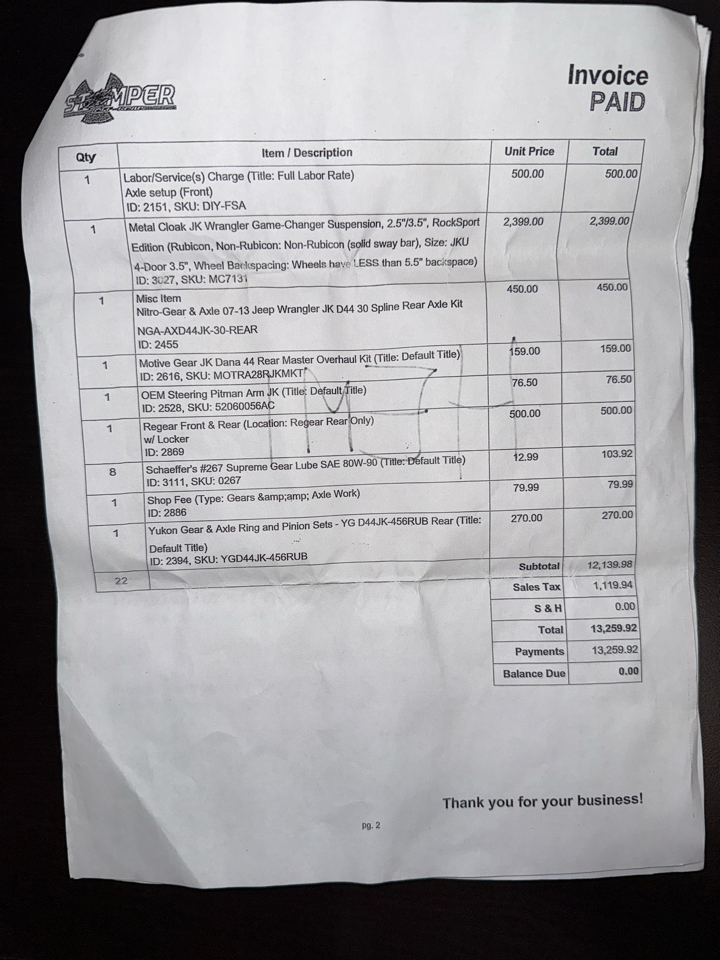 STOMPER
Invoice
PAID
Qty Item / Description Unit Price Total
1 Labor/Service(s) Charge (Title: Full Labor Rate) 500.00 500.00
Axle setup (Front)
ID: 2151, SKU: DIY-FSA
1 Metal Cloak JK Wrangler Game-Changer Suspension, 2.5"/3.5", RockSport 2,399.00 2,399.00
Edition (Rubicon, Non-Rubicon: Non-Rubicon (solid sway bar), Size: JKU
4-Door 3.5", Wheel Backspacing: Wheels have LESS than 5.5" backspace)
ID: 3027, SKU: MC7131
1 Misc Item 450.00 450.00
Nitro-Gear & Axle 07-13 Jeep Wrangler JK D44 30 Spline Rear Axle Kit
NGA-AXD44JK-30-REAR
ID: 2455
1 Motive Gear JK Dana 44 Rear Master Overhaul Kit (Title: Default Title) 159.00 159.00
ID: 2616, SKU: MOTRA28RJKMKT
1 OEM Steering Pitman Arm JK (Title: Default Title) 76.50 76.50
ID: 2528, SKU: 52060056AC
1 Regear Front & Rear (Location: Regear Rear Only) 500.00 500.00
w/ Locker
ID: 2869
8 Schaeffer's #267 Supreme Gear Lube SAE 80W-90 (Title: Default Title) 12.99 103.92
ID: 3111, SKU: 0267
1 Shop Fee (Type: Gears &amp;amp; Axle Work) 79.99 79.99
ID: 2886
1 Yukon Gear & Axle Ring and Pinion Sets - YG D44JK-456RUB Rear (Title: 270.00 270.00
Default Title)
ID: 2394, SKU: YGD44JK-456RUB
22 Subtotal 12,139.98
Sales Tax 1,119.94
S & H 0.00
Total 13,259.92
Payments 13,259.92
Balance Due 0.00
Thank you for your business!
pg. 2